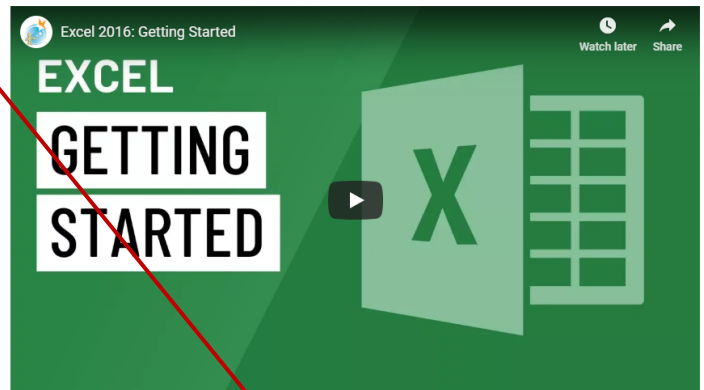 Excel 2016: Getting Started
Watch later
Share
EXCEL
GETTING
STARTED
X